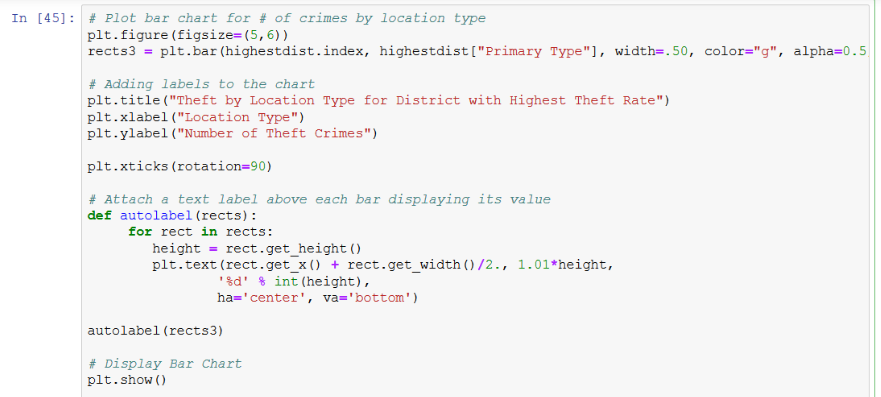 In [45]: # Plot bar chart for # of crimes by location type
plt.figure(figsize=(5,6))
rects3 = plt.bar(highestdist.index, highestdist["Primary Type"], width=.50, color="g", alpha=0.5
# Adding labels to the chart
plt.title("Theft by Location Type for District with Highest Theft Rate")
plt.xlabel("Location Type")
plt.ylabel("Number of Theft Crimes")
plt.xticks(rotation=90)
# Attach a text label above each bar displaying its value
def autolabel(rects):
for rect in rects:
height = rect.get_height()
plt.text(rect.get_x() + rect.get_width()/2., 1.01*height,
'%d' % int(height),
ha='center', va='bottom')
autolabel(rects3)
# Display Bar Chart
plt.show()